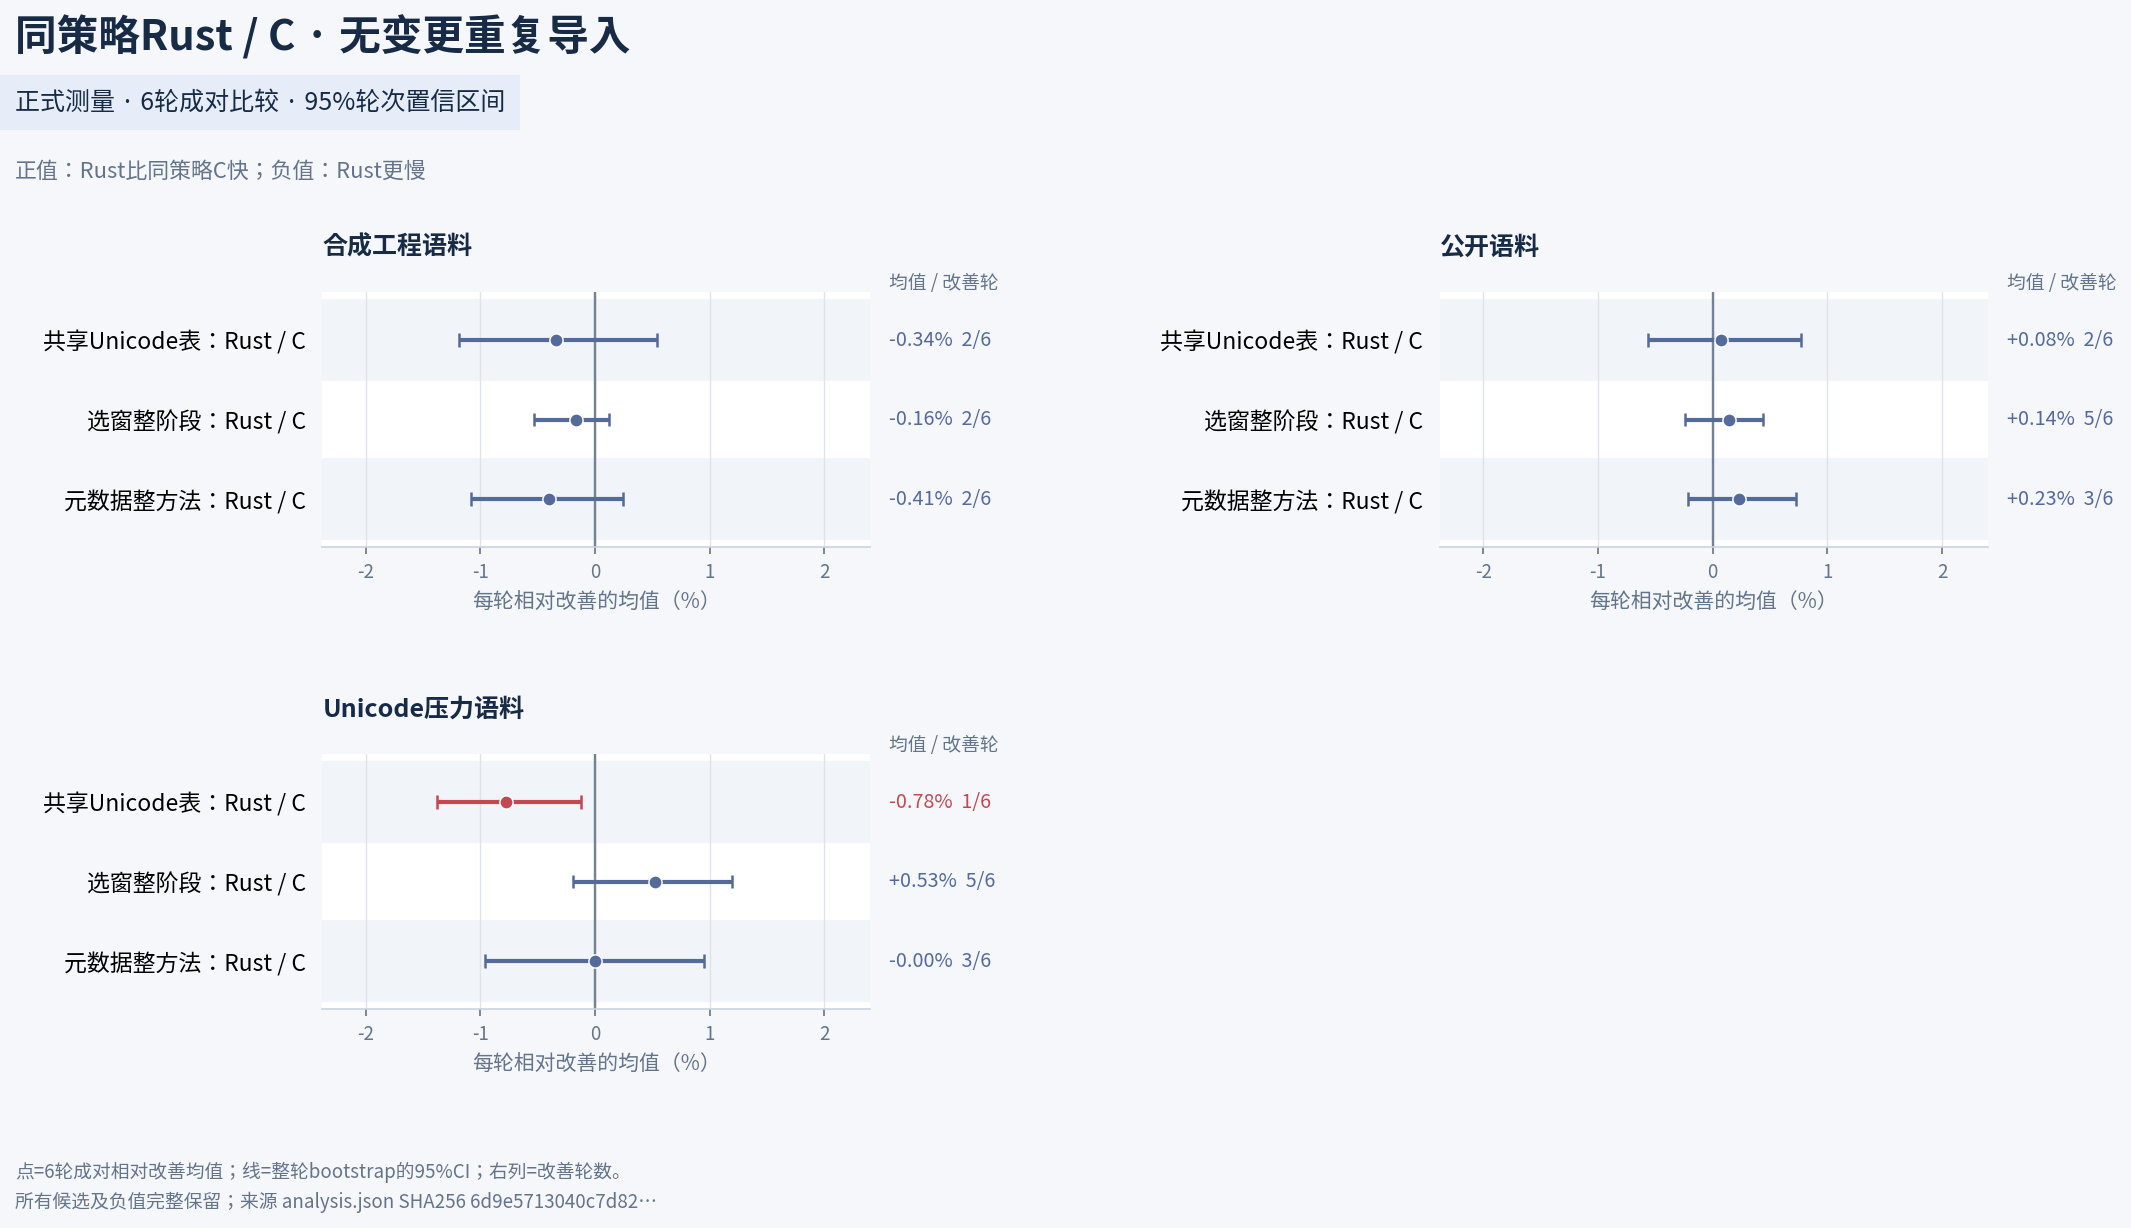 同策略Rust / C · 无变更重复导入
正式测量 · 6轮成对比较 · 95%轮次置信区间
正值：Rust比同策略C快；负值：Rust更慢
合成工程语料
均值 / 改善轮
共享Unicode表：Rust / C
-0.34% 2/6
选窗整阶段：Rust / C
-0.16% 2/6
元数据整方法：Rust / C
-0.41% 2/6
-2 -1 0 1 2
每轮相对改善的均值（%）
公开语料
均值 / 改善轮
共享Unicode表：Rust / C
+0.08% 2/6
选窗整阶段：Rust / C
+0.14% 5/6
元数据整方法：Rust / C
+0.23% 3/6
-2 -1 0 1 2
每轮相对改善的均值（%）
Unicode压力语料
均值 / 改善轮
共享Unicode表：Rust / C
-0.78% 1/6
选窗整阶段：Rust / C
+0.53% 5/6
元数据整方法：Rust / C
-0.00% 3/6
-2 -1 0 1 2
每轮相对改善的均值（%）
点=6轮成对相对改善均值；线=整轮bootstrap的95%CI；右列=改善轮数。
所有候选及负值完整保留；来源 analysis.json SHA256 6d9e5713040c7d82…